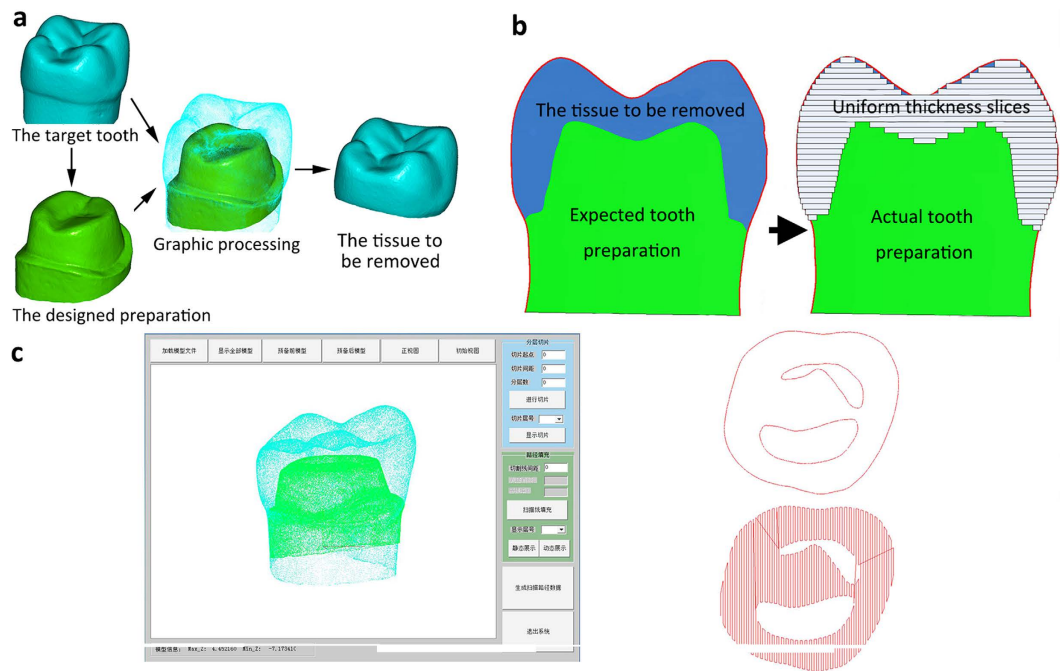 a
The target tooth
Graphic processing
The tissue to
be removed
The designed preparation
b
The tissue to be removed
Expected tooth
preparation
Uniform thickness slices
Actual tooth
preparation
c
加载模型文件
显示全部模型
预备前模型
预备后模型
正视图
初始视图
分层切片
切片起点 0
切片间距 0
分层数 0
进行切片
切片层号
显示切片
路径填充
切割线间距 0
扫描线填充
显示层号
静态展示 动态展示
生成扫描路径数据
退出系统
模型信息: Max_Z: 4.452160 Min_Z: -7.173410